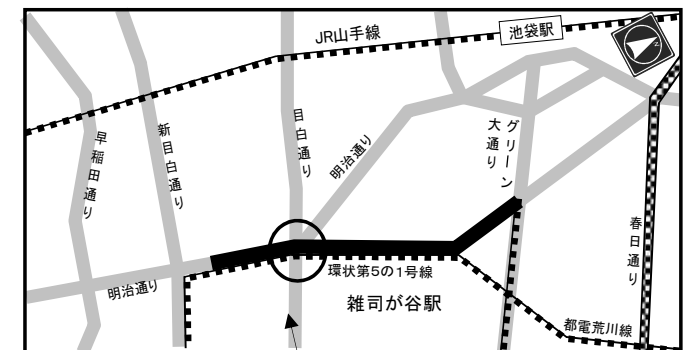 JR山手線
池袋駅
早稲田通り
新目白通り
目白通り
明治通り
グリーン
大通り
春日通り
環状第5の1号線
雑司が谷駅
明治通り
都電荒川線